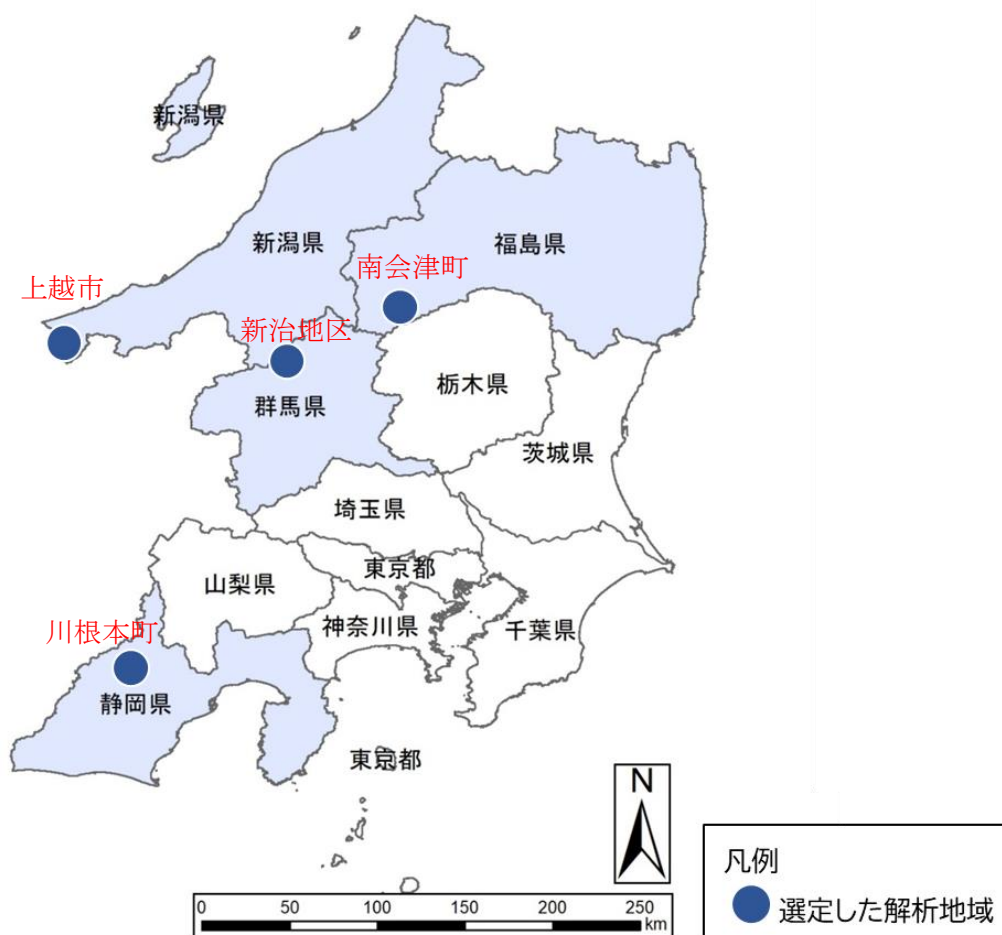 新潟県
新潟県
福島県
南会津町
上越市
新治地区
栃木県
群馬県
茨城県
埼玉県
東京都
山梨県
神奈川県
千葉県
川根本町
静岡県
東京都
N
凡例
選定した解析地域
0 50 100 150 200 250
km